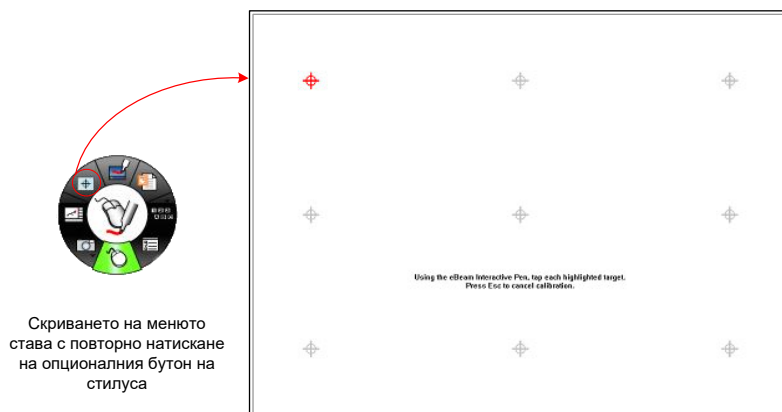 Using the eBeam Interactive Pen, tap each highlighted target.
Press Esc to cancel calibration.
Скриването на менюто
става с повторно натискане
на опционалния бутон на
стилуса